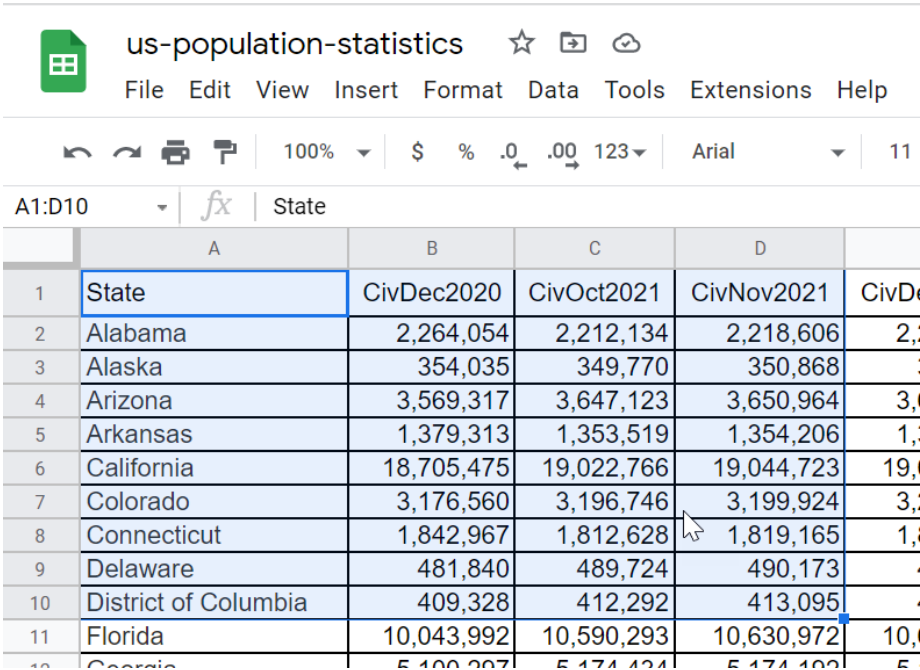 us-population-statistics
File Edit View Insert Format Data Tools Extensions Help
100% $ % .0 .00 123 Arial 11
A1:D10 fx State
A B C D
1 State CivDec2020 CivOct2021 CivNov2021
2 Alabama 2,264,054 2,212,134 2,218,606
3 Alaska 354,035 349,770 350,868
4 Arizona 3,569,317 3,647,123 3,650,964
5 Arkansas 1,379,313 1,353,519 1,354,206
6 California 18,705,475 19,022,766 19,044,723
7 Colorado 3,176,560 3,196,746 3,199,924
8 Connecticut 1,842,967 1,812,628 1,819,165
9 Delaware 481,840 489,724 490,173
10 District of Columbia 409,328 412,292 413,095
11 Florida 10,043,992 10,590,293 10,630,972